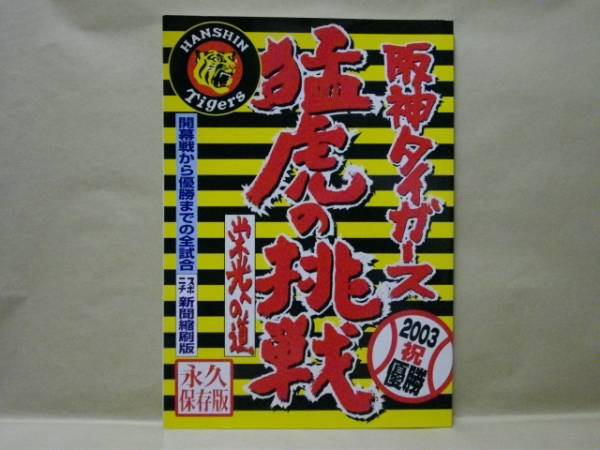 HANSHIN
Tigers
阪神タイガース
猛虎の挑戦
栄光への道
開幕戦から優勝までの全試合
スポニチ
新聞縮刷版
2003
祝
優勝
永久
保存版